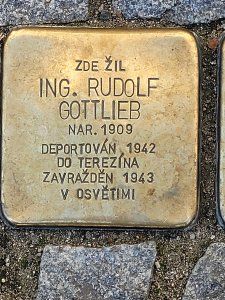 ZDE ŽIL
ING. RUDOLF
GOTTLIEB
NAR. 1909
DEPORTOVÁN 1942
DO TEREZÍNA
ZAVRAŽDĚN 1943
V OSVĚTIMI